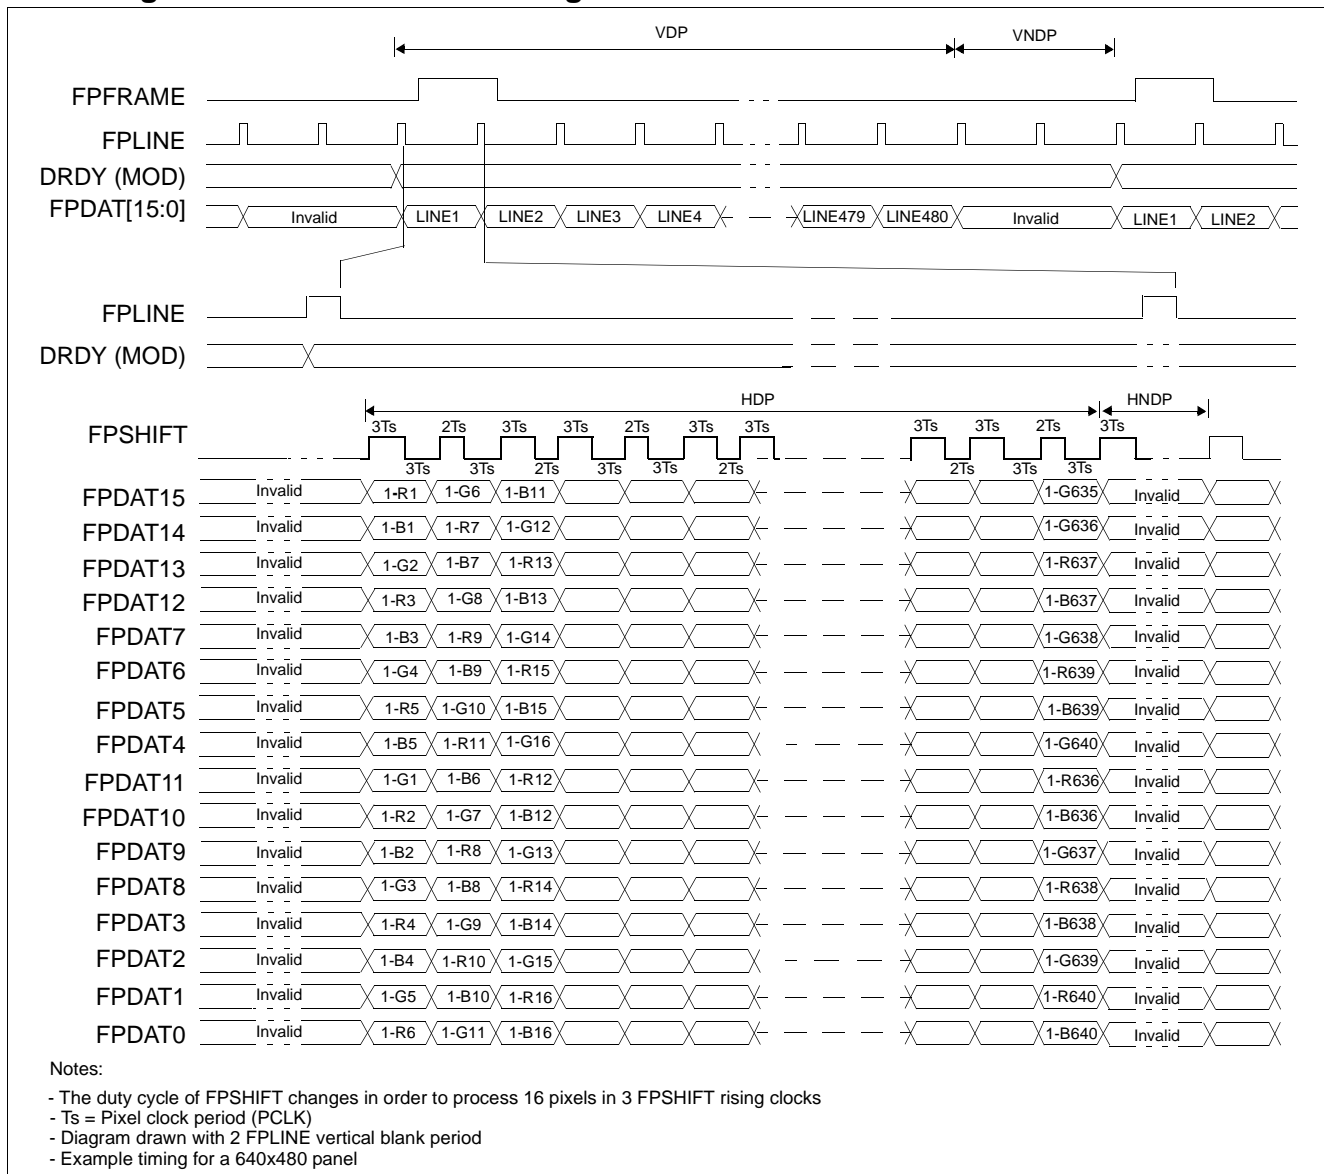 VDP VNDP
FPFRAME
FPLINE
DRDY (MOD)
FPDAT[15:0] Invalid LINE1 LINE2 LINE3 LINE4 LINE479 LINE480 Invalid LINE1 LINE2
FPLINE
DRDY (MOD)
HDP HNDP
FPSHIFT 3Ts 2Ts 3Ts 3Ts 2Ts 3Ts 3Ts 3Ts 3Ts 2Ts 3Ts
3Ts 3Ts 2Ts 3Ts 3Ts 2Ts 2Ts 3Ts 3Ts
FPDAT15 Invalid 1-R1 1-G6 1-B11 1-G635 Invalid
FPDAT14 Invalid 1-B1 1-R7 1-G12 1-G636 Invalid
FPDAT13 Invalid 1-G2 1-B7 1-R13 1-R637 Invalid
FPDAT12 Invalid 1-R3 1-G8 1-B13 1-B637 Invalid
FPDAT7 Invalid 1-B3 1-R9 1-G14 1-G638 Invalid
FPDAT6 Invalid 1-G4 1-B9 1-R15 1-R639 Invalid
FPDAT5 Invalid 1-R5 1-G10 1-B15 1-B639 Invalid
FPDAT4 Invalid 1-B5 1-R11 1-G16 1-G640 Invalid
FPDAT11 Invalid 1-G1 1-B6 1-R12 1-R636 Invalid
FPDAT10 Invalid 1-R2 1-G7 1-B12 1-B636 Invalid
FPDAT9 Invalid 1-B2 1-R8 1-G13 1-G637 Invalid
FPDAT8 Invalid 1-G3 1-B8 1-R14 1-R638 Invalid
FPDAT3 Invalid 1-R4 1-G9 1-B14 1-B638 Invalid
FPDAT2 Invalid 1-B4 1-R10 1-G15 1-G639 Invalid
FPDAT1 Invalid 1-G5 1-B10 1-R16 1-R640 Invalid
FPDAT0 Invalid 1-R6 1-G11 1-B16 1-B640 Invalid
Notes:
- The duty cycle of FPSHIFT changes in order to process 16 pixels in 3 FPSHIFT rising clocks
- Ts = Pixel clock period (PCLK)
- Diagram drawn with 2 FPLINE vertical blank period
- Example timing for a 640x480 panel